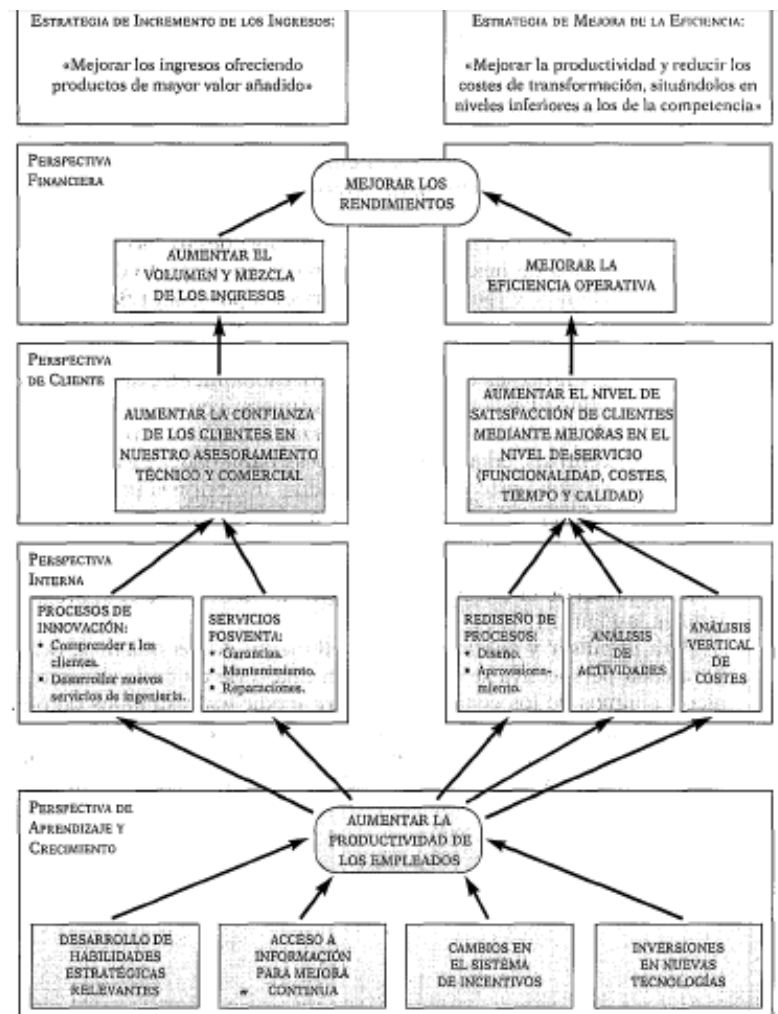 ESTRATEGIA DE INCREMENTO DE LOS INGRESOS:
«Mejorar los ingresos ofreciendo
productos de mayor valor añadido»
ESTRATEGIA DE MEJORA DE LA EFICIENCIA:
«Mejorar la productividad y reducir los
costes de transformación, situándolos en
niveles inferiores a los de la competencia»
PERSPECTIVA
FINANCIERA
MEJORAR LOS
RENDIMIENTOS
AUMENTAR EL
VOLUMEN Y MEZCLA
DE LOS INGRESOS
MEJORAR LA
EFICIENCIA OPERATIVA
PERSPECTIVA
DE CLIENTE
AUMENTAR LA CONFIANZA
DE LOS CLIENTES EN
NUESTRO ASESORAMIENTO
TÉCNICO Y COMERCIAL
AUMENTAR EL NIVEL DE
SATISFACCIÓN DE CLIENTES
MEDIANTE MEJORAS EN EL
NIVEL DE SERVICIO
(FUNCIONALIDAD, COSTES,
TIEMPO Y CALIDAD)
PERSPECTIVA
INTERNA
PROCESOS DE
INNOVACIÓN:
• Comprender a los
clientes.
• Desarrollar nuevos
servicios de ingeniería.
SERVICIOS
POSVENTA:
• Garantías.
• Mantenimiento.
• Reparaciones.
REDISEÑO DE
PROCESOS:
• Diseño.
• Aprovisiona-
miento.
ANÁLISIS
DE
ACTIVIDADES
ANÁLISIS
VERTICAL
DE
COSTES
PERSPECTIVA DE
APRENDIZAJE Y
CRECIMIENTO
AUMENTAR LA
PRODUCTIVIDAD DE
LOS EMPLEADOS
DESARROLLO DE
HABILIDADES
ESTRATÉGICAS
RELEVANTES
ACCESO A
INFORMACIÓN
PARA MEJORA
CONTINUA
CAMBIOS EN
EL SISTEMA
DE INCENTIVOS
INVERSIONES
EN NUEVAS
TECNOLOGÍAS